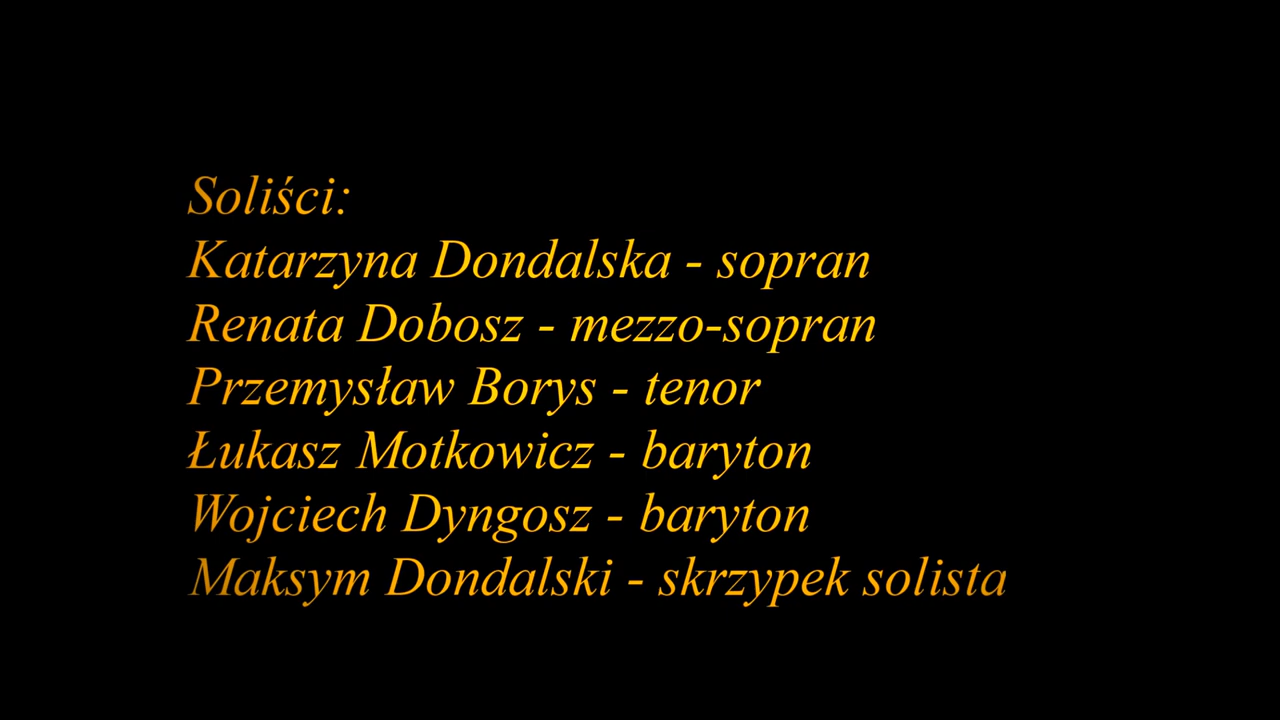 Soliści:
Katarzyna Dondalska - sopran
Renata Dobosz - mezzo-sopran
Przemysław Borys - tenor
Łukasz Motkowicz - baryton
Wojciech Dyngosz - baryton
Maksym Dondalski - skrzypek solista